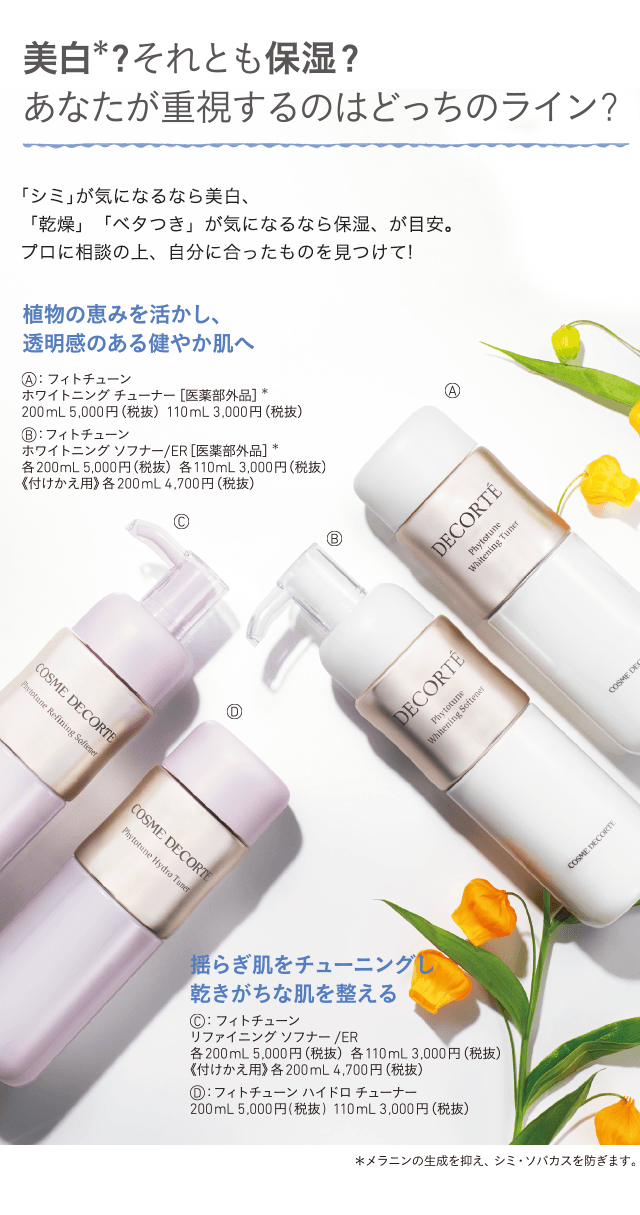 美白＊?それとも保湿？
あなたが重視するのはどっちのライン？
「シミ」が気になるなら美白、
「乾燥」「ベタつき」が気になるなら保湿、が目安。
プロに相談の上、自分に合ったものを見つけて!
植物の恵みを活かし、
透明感のある健やか肌へ
Ⓐ：フィトチューン
ホワイトニング チューナー［医薬部外品］＊
200mL 5,000円（税抜） 110mL 3,000円（税抜）
Ⓑ：フィトチューン
ホワイトニング ソフナー/ER［医薬部外品］＊
各200mL 5,000円（税抜） 各110mL 3,000円（税抜）
《付けかえ用》各200mL 4,700円（税抜）
Ⓐ
DECORTÉ
Phytotune
Whitening Tuner
COSME DEC
Ⓒ
COSME DECORTE
Phytotune Refining Softener
Ⓑ
DECORTÉ
Phytotune
Whitening Softener
COSME DECORTE
Ⓓ
COSME DECORTE
Phytotune Hydro Tuner
揺らぎ肌をチューニングし
乾きがちな肌を整える
Ⓒ：フィトチューン
リファイニング ソフナー /ER
各200mL 5,000円（税抜） 各110mL 3,000円（税抜）
《付けかえ用》各200mL 4,700円（税抜）
Ⓓ：フィトチューン ハイドロ チューナー
200mL 5,000円(税抜） 110mL 3,000円（税抜）
＊メラニンの生成を抑え、シミ・ソバカスを防ぎます。